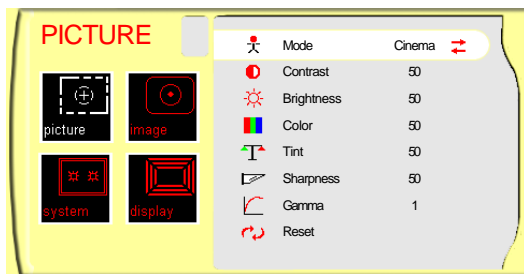 PICTURE
picture
image
system
display
Mode Cinema
Contrast 50
Brightness 50
Color 50
Tint 50
Sharpness 50
Gamma 1
Reset